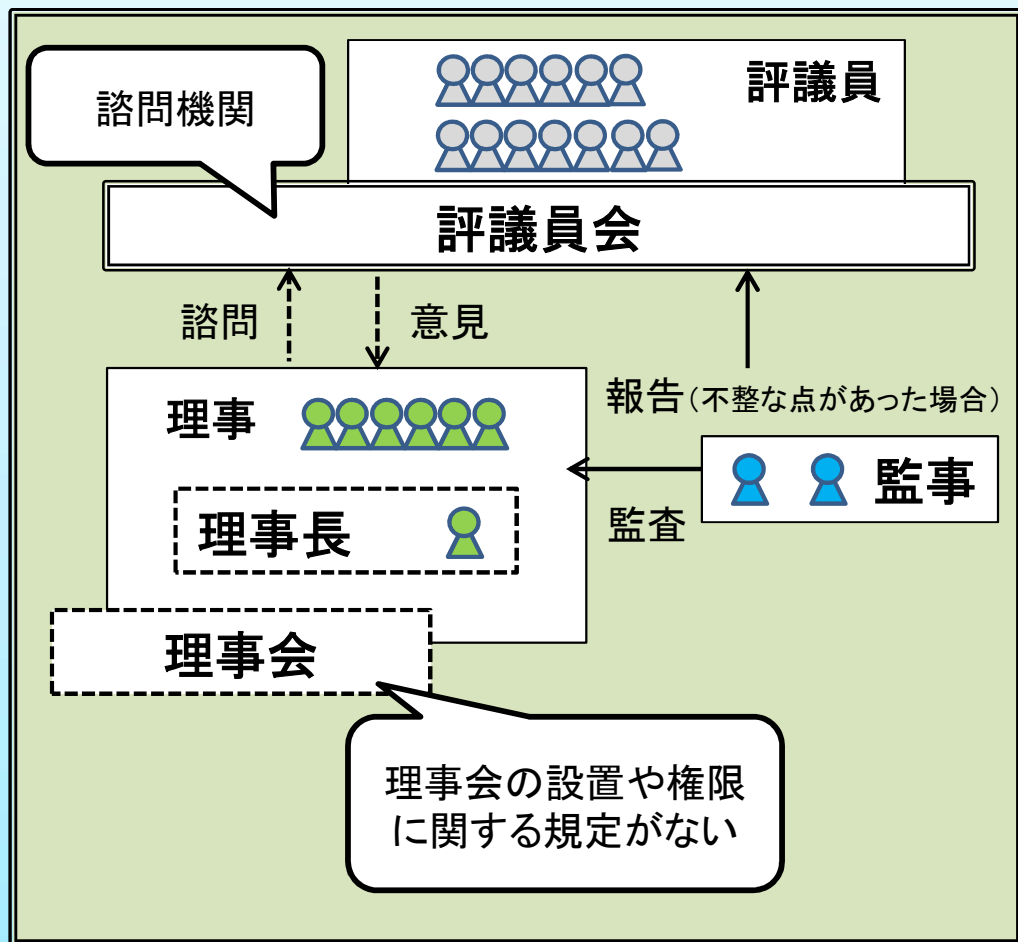 諮問機関
評議員
評議員会
諮問
意見
報告(不整な点があった場合)
理事
監事
監査
理事長
理事会
理事会の設置や権限
に関する規定がない